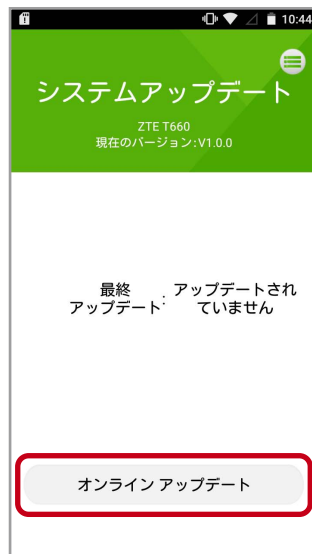 10:44
システムアップデート
ZTE T660
現在のバージョン:V1.0.0
最終 アップデートされ
アップデート: ていません
オンライン アップデート